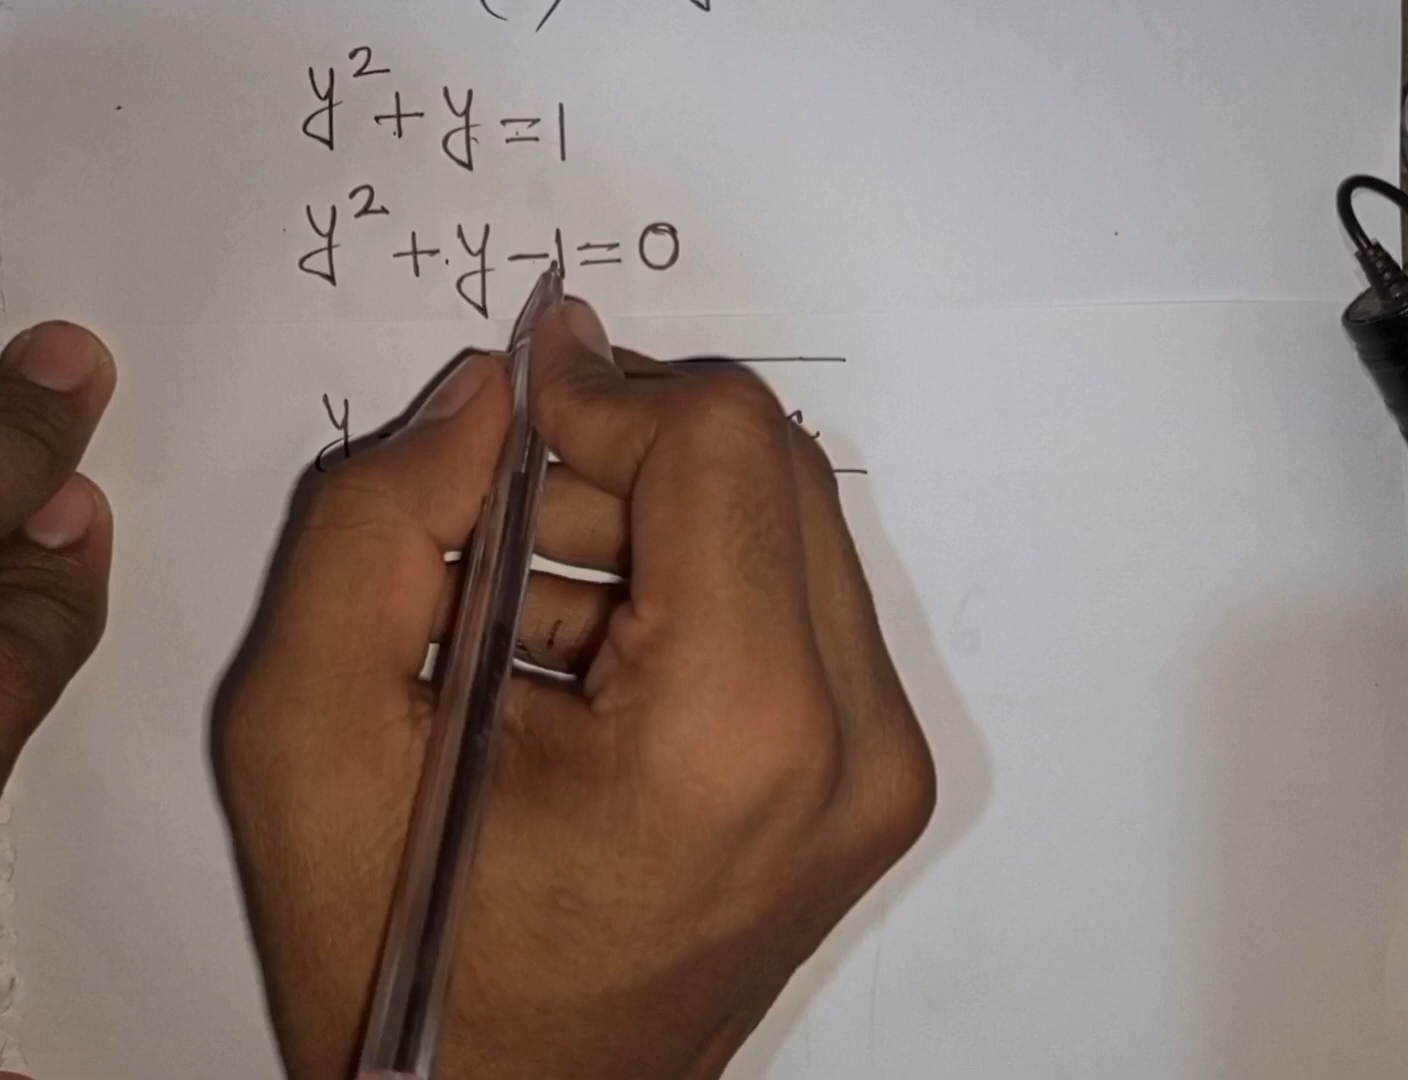 y² + y = 1
y² + y - 1 = 0
y